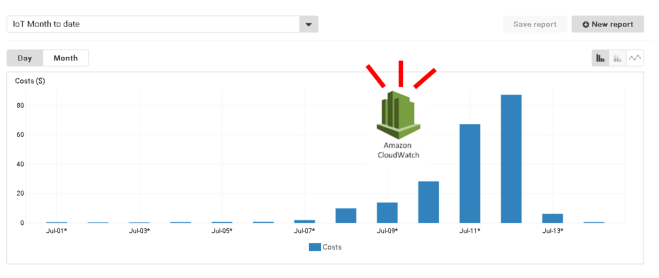 IoT Month to date
Save report
New report
Day
Month
Costs ($)
80
60
40
20
0
Amazon
CloudWatch
Jul-01*
Jul-03*
Jul-05*
Jul-07*
Jul-09*
Jul-11*
Jul-13*
Costs